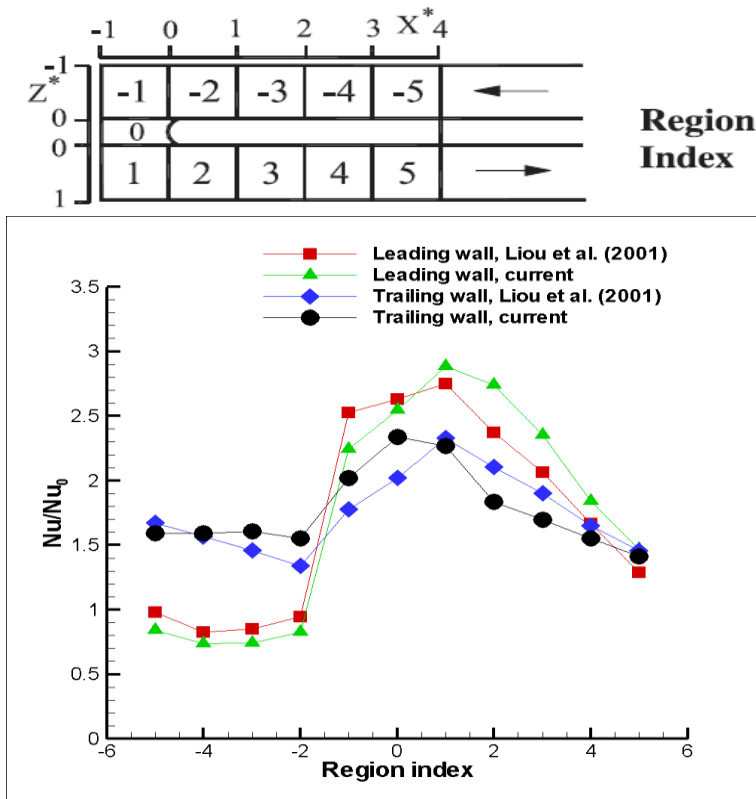 -1 0 1 2 3 X* 4
-1
Z*
0
0
1
-1 -2 -3 -4 -5
0
1 2 3 4 5
Region
Index
Leading wall, Liou et al. (2001)
Leading wall, current
Trailing wall, Liou et al. (2001)
Trailing wall, current
3.5
3
2.5
2
1.5
1
0.5
0
Nu/Nu0
-6 -4 -2 0 2 4 6
Region index